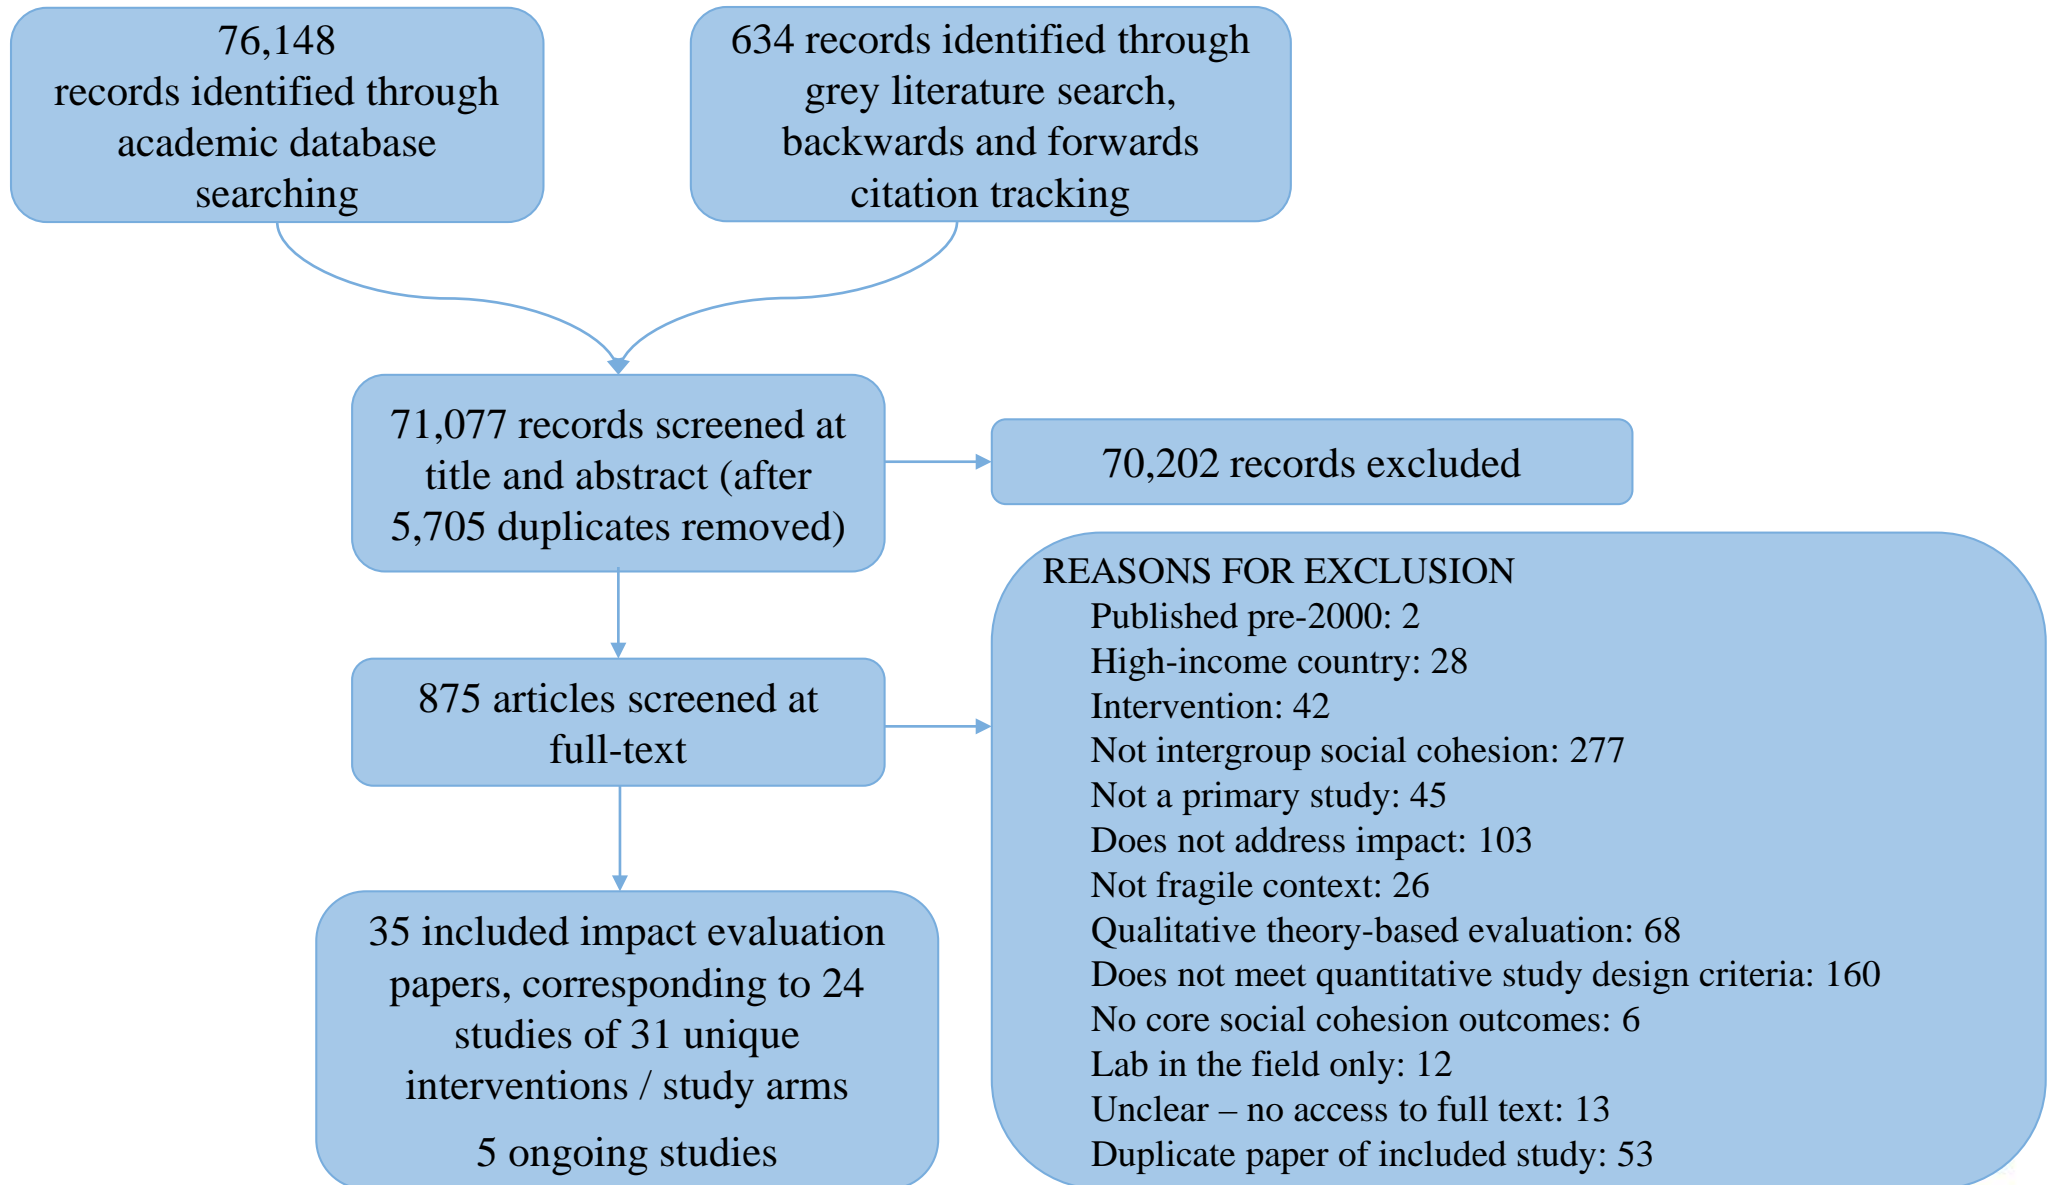 76,148
records identified through
academic database
searching
634 records identified through
grey literature search,
backwards and forwards
citation tracking
71,077 records screened at
title and abstract (after
5,705 duplicates removed)
70,202 records excluded
875 articles screened at
full-text
REASONS FOR EXCLUSION
Published pre-2000: 2
High-income country: 28
Intervention: 42
Not intergroup social cohesion: 277
Not a primary study: 45
Does not address impact: 103
Not fragile context: 26
Qualitative theory-based evaluation: 68
Does not meet quantitative study design criteria: 160
No core social cohesion outcomes: 6
Lab in the field only: 12
Unclear – no access to full text: 13
Duplicate paper of included study: 53
35 included impact evaluation
papers, corresponding to 24
studies of 31 unique
interventions / study arms
5 ongoing studies